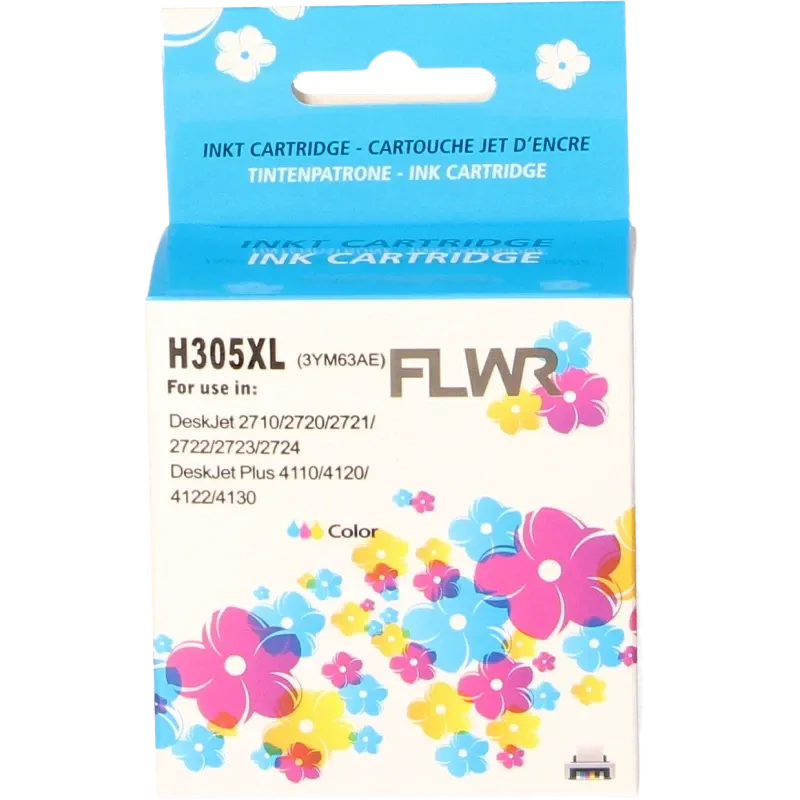 INKT CARTRIDGE - CARTOUCHE JET D'ENCRE
TINTENPATRONE - INK CARTRIDGE
INKT CARTRIDGE
INK CARTRIDGE
H305XL (3YM63AE) FLWR
For use in:
DeskJet 2710/2720/2721/
2722/2723/2724
DeskJet Plus 4110/4120/
4122/4130
Color